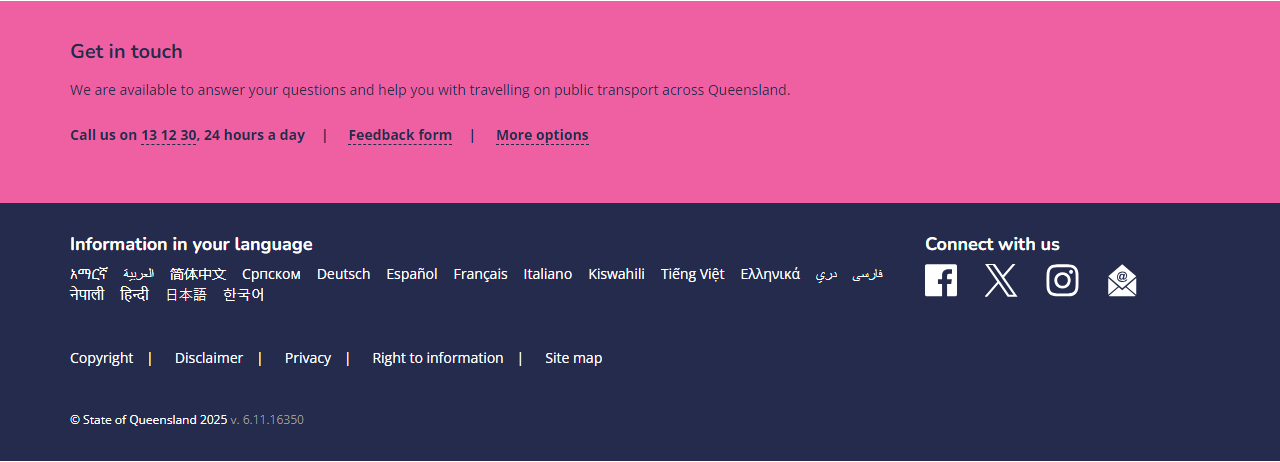 Get in touch
We are available to answer your questions and help you with travelling on public transport across Queensland.
Call us on 13 12 30, 24 hours a day | Feedback form | More options
Information in your language
አማርኛ العربية 简体中文 Српском Deutsch Español Français Italiano Kiswahili Tiếng Việt Ελληνικά دري فارسی
नेपाली हिन्दी 日本語 한국어
Connect with us
Copyright | Disclaimer | Privacy | Right to information | Site map
© State of Queensland 2025 v. 6.11.16350